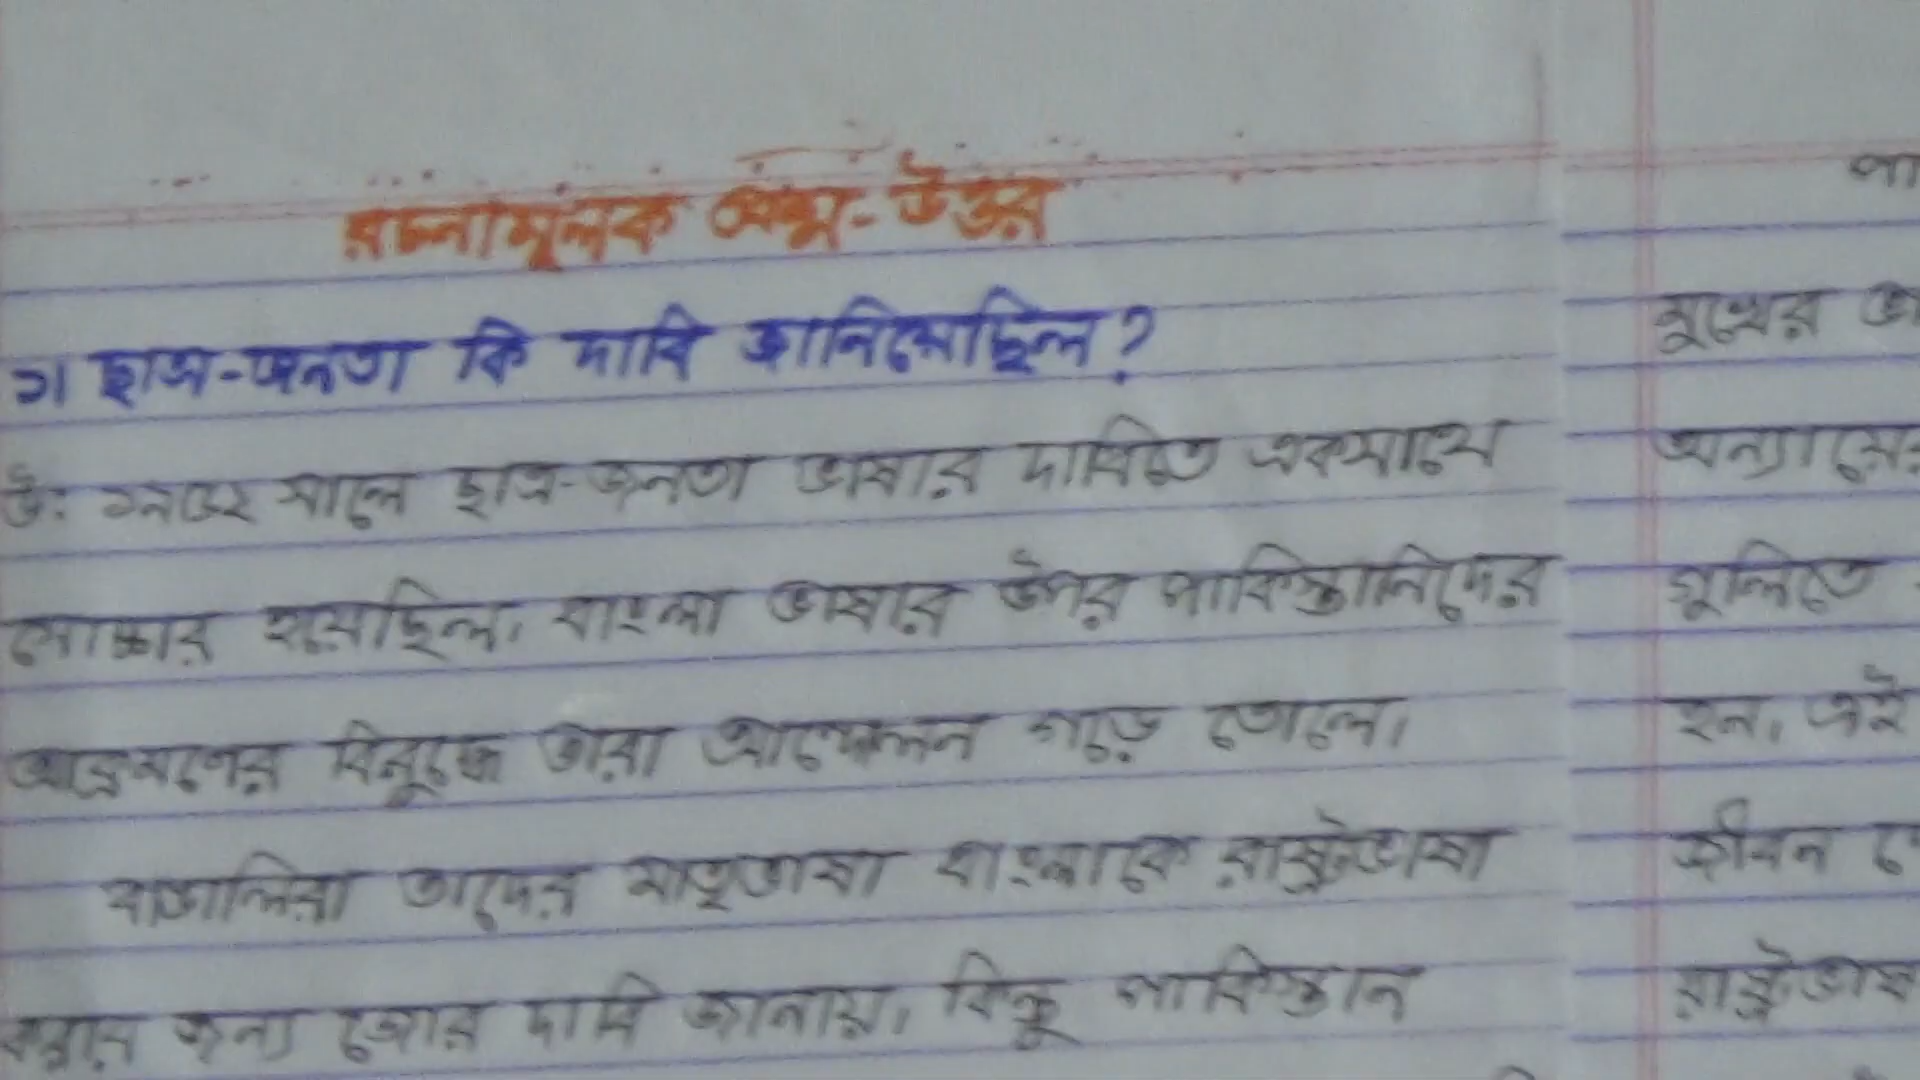 রচনামূলক প্রশ্ন-উত্তর
১। ছাত্র-জনতা কি দাবি জানিয়েছিল?
উ: ১৯৫২ সালে ছাত্র-জনতা ভাষার দাবিতে একসাথে
সোচ্চার হয়েছিল। বাংলা ভাষার উপর পাকিস্তানিদের
আক্রমণের বিরুদ্ধে তারা আন্দোলন গড়ে তোলে।
বাঙালিরা তাদের মাতৃভাষা বাংলাকে রাষ্ট্রভাষা
করার জন্য জোর দাবি জানায়। কিন্তু পাকিস্তান
পা
মুখের ভা
অন্যায়ের
গুলিতে
হন। এই
জীবন দে
রাষ্ট্রভাষ